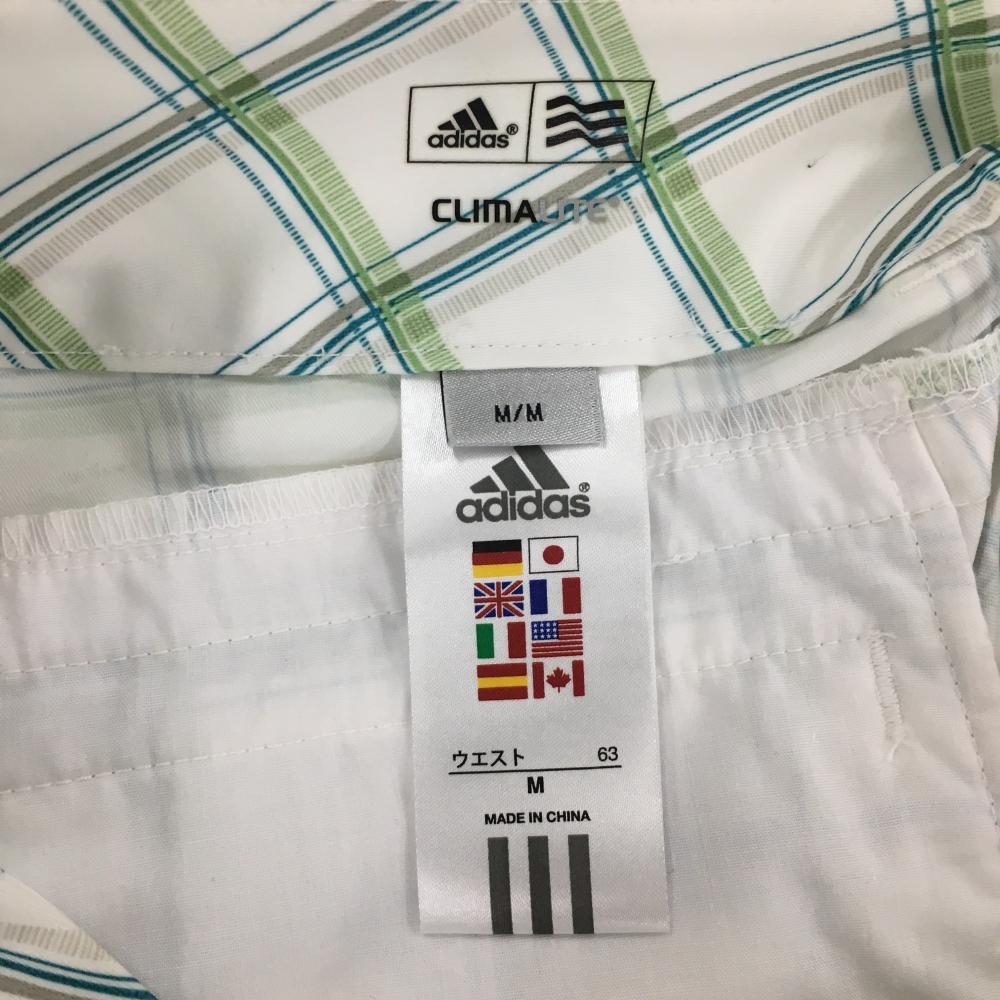 adidas®
CLIMALITE®
M/M
adidas®
ウエスト 63
M
MADE IN CHINA